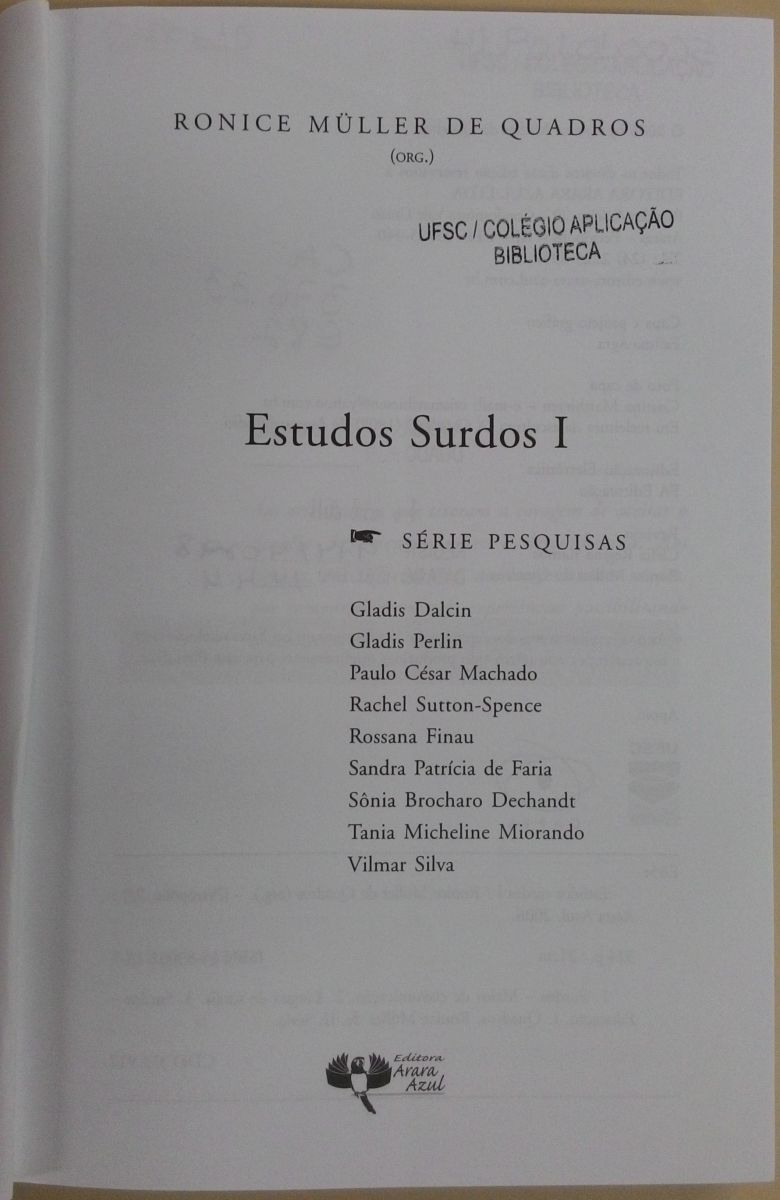 RONICE MÜLLER DE QUADROS
(ORG.)
UFSC / COLÉGIO APLICAÇÃO
BIBLIOTECA
Estudos Surdos I
SÉRIE PESQUISAS
Gladis Dalcin
Gladis Perlin
Paulo César Machado
Rachel Sutton-Spence
Rossana Finau
Sandra Patrícia de Faria
Sônia Brocharo Dechandt
Tania Micheline Miorando
Vilmar Silva
Editora
Arara
Azul